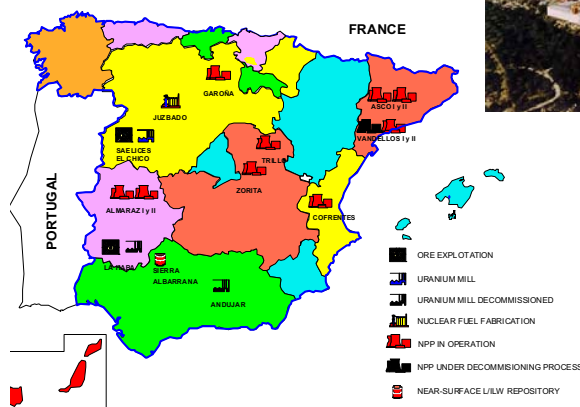 FRANCE
PORTUGAL
GAROÑA
JUZBADO
ASCO I y II
VANDELLOS I y II
SAELICES
EL CHICO
TRILLO
ZORITA
ALMARAZ I y II
COFRENTES
LA HABA
SIERRA
ALBARRANA
ANDUJAR
ORE EXPLOTATION
URANIUM MILL
URANIUM MILL DECOMMISSIONED
NUCLEAR FUEL FABRICATION
NPP IN OPERATION
NPP UNDER DECOMMISIONING PROCESS
NEAR-SURFACE L/ILW REPOSITORY